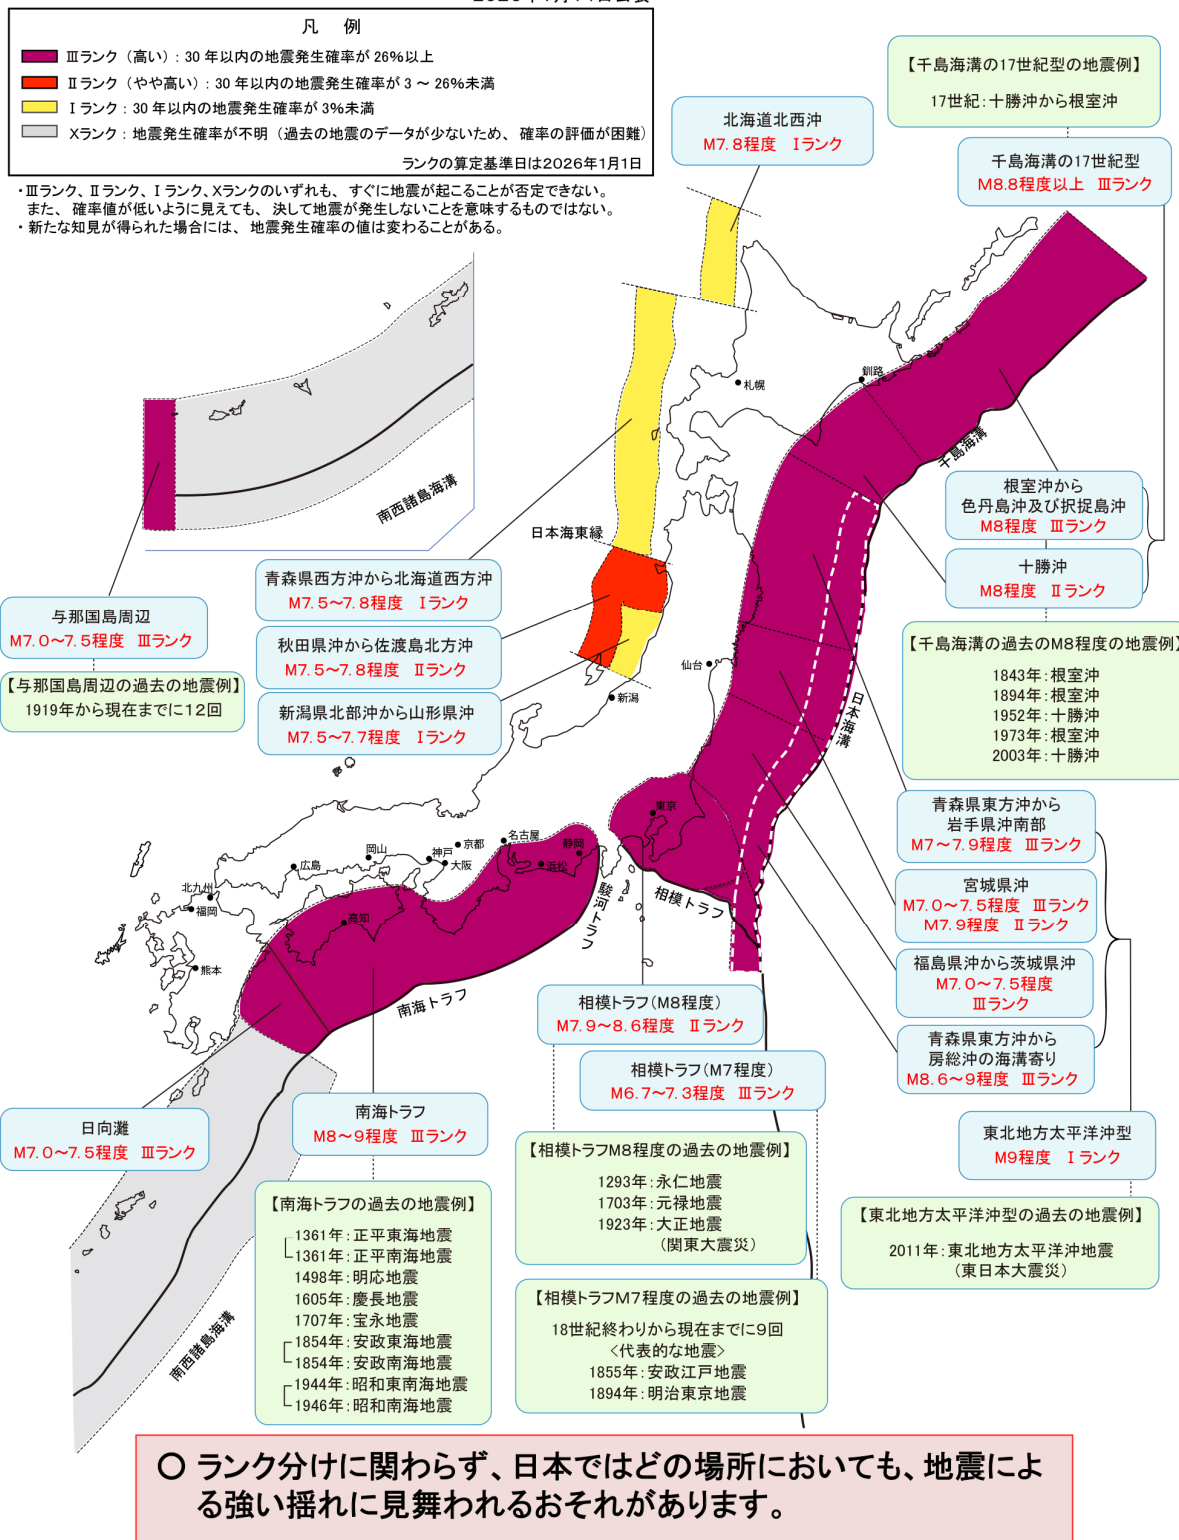 凡 例
Ⅲランク（高い）：30年以内の地震発生確率が26％以上
Ⅱランク（やや高い）：30年以内の地震発生確率が3～26％未満
Ⅰランク：30年以内の地震発生確率が3％未満
Xランク：地震発生確率が不明（過去の地震のデータが少ないため、確率の評価が困難）
ランクの算定基準日は2026年1月1日
・Ⅲランク、Ⅱランク、Ⅰランク、Xランクのいずれも、すぐに地震が起こることが否定できない。
また、確率値が低いように見えても、決して地震が発生しないことを意味するものではない。
・新たな知見が得られた場合には、地震発生確率の値は変わることがある。
【千島海溝の17世紀型の地震例】
17世紀：十勝沖から根室沖
北海道北西沖
M7.8程度 Ⅰランク
千島海溝の17世紀型
M8.8程度以上 Ⅲランク
札幌
釧路
千島海溝
南西諸島海溝
日本海東縁
根室沖から
色丹島沖及び択捉島沖
M8程度 Ⅲランク
十勝沖
M8程度 Ⅱランク
青森県西方沖から北海道西方沖
M7.5～7.8程度 Ⅰランク
秋田県沖から佐渡島北方沖
M7.5～7.8程度 Ⅱランク
新潟県北部沖から山形県沖
M7.5～7.7程度 Ⅰランク
与那国島周辺
M7.0～7.5程度 Ⅲランク
【与那国島周辺の過去の地震例】
1919年から現在までに12回
【千島海溝の過去のM8程度の地震例】
1843年：根室沖
1894年：根室沖
1952年：十勝沖
1973年：根室沖
2003年：十勝沖
仙台
新潟
日本海溝
青森県東方沖から
岩手県沖南部
M7～7.9程度 Ⅲランク
宮城県沖
M7.0～7.5程度 Ⅲランク
M7.9程度 Ⅱランク
福島県沖から茨城県沖
M7.0～7.5程度
Ⅲランク
青森県東方沖から
房総沖の海溝寄り
M8.6～9程度 Ⅲランク
東京
名古屋
静岡
浜松
京都
神戸
大阪
岡山
広島
北九州
福岡
高知
熊本
駿河トラフ
相模トラフ
南海トラフ
相模トラフ（M8程度）
M7.9～8.6程度 Ⅱランク
相模トラフ（M7程度）
M6.7～7.3程度 Ⅲランク
日向灘
M7.0～7.5程度 Ⅲランク
南海トラフ
M8～9程度 Ⅲランク
東北地方太平洋沖型
M9程度 Ⅰランク
【相模トラフM8程度の過去の地震例】
1293年：永仁地震
1703年：元禄地震
1923年：大正地震
（関東大震災）
【南海トラフの過去の地震例】
1361年：正平東海地震
1361年：正平南海地震
1498年：明応地震
1605年：慶長地震
1707年：宝永地震
1854年：安政東海地震
1854年：安政南海地震
1944年：昭和東南海地震
1946年：昭和南海地震
【東北地方太平洋沖型の過去の地震例】
2011年：東北地方太平洋沖地震
（東日本大震災）
【相模トラフM7程度の過去の地震例】
18世紀終わりから現在までに9回
＜代表的な地震＞
1855年：安政江戸地震
1894年：明治東京地震
南西諸島海溝
○ ランク分けに関わらず、日本ではどの場所においても、地震によ
る強い揺れに見舞われるおそれがあります。